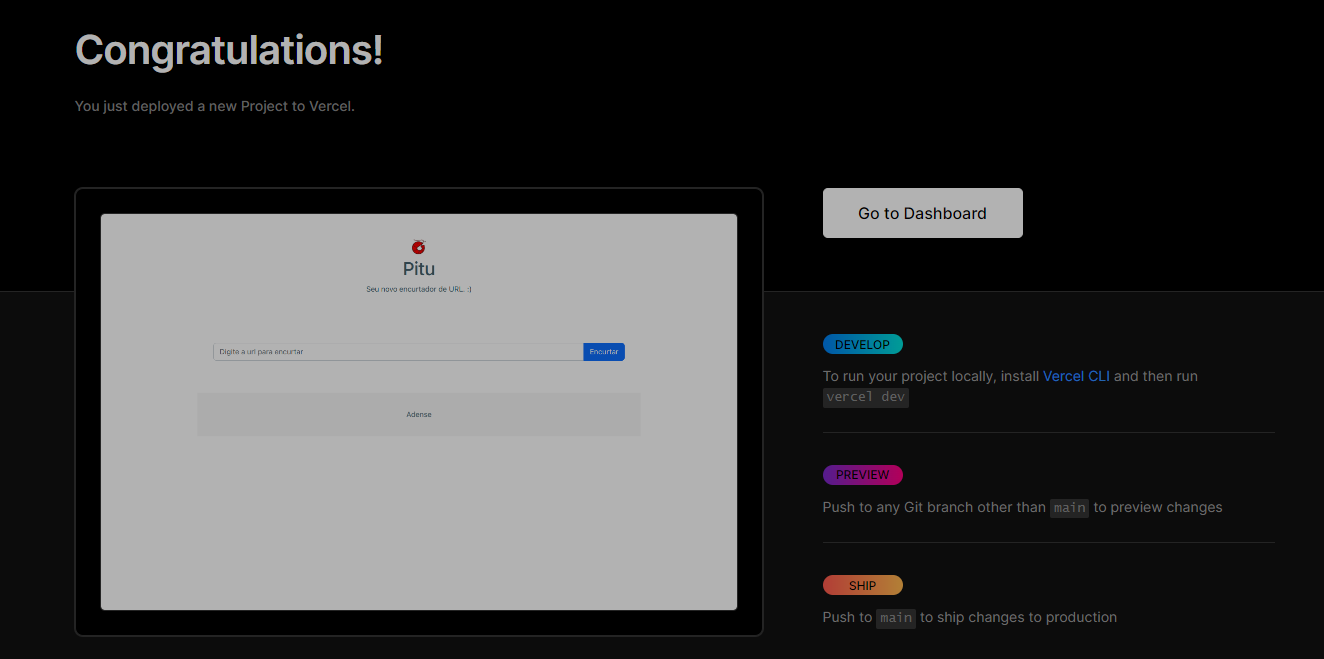 Congratulations!
You just deployed a new Project to Vercel.
Go to Dashboard
Pitu
Seu novo encurtador de URL. :)
Digite a url para encurtar
Encurtar
Adense
DEVELOP
To run your project locally, install Vercel CLI and then run
vercel dev
PREVIEW
Push to any Git branch other than main to preview changes
SHIP
Push to main to ship changes to production